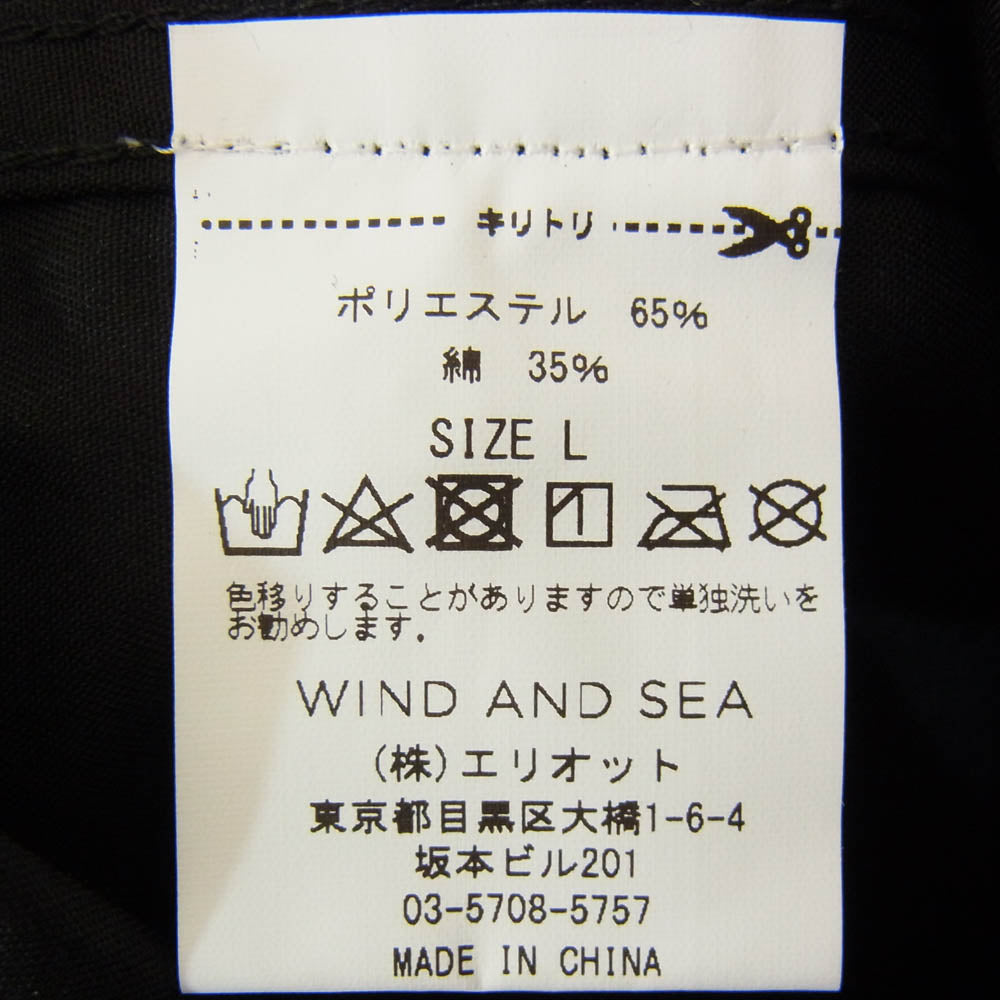 キリトリ
ポリエステル 65%
綿 35%
SIZE L
色移りすることがありますので単独洗いを
お勧めします.
WIND AND SEA
(株)エリオット
東京都目黒区大橋1-6-4
坂本ビル201
03-5708-5757
MADE IN CHINA